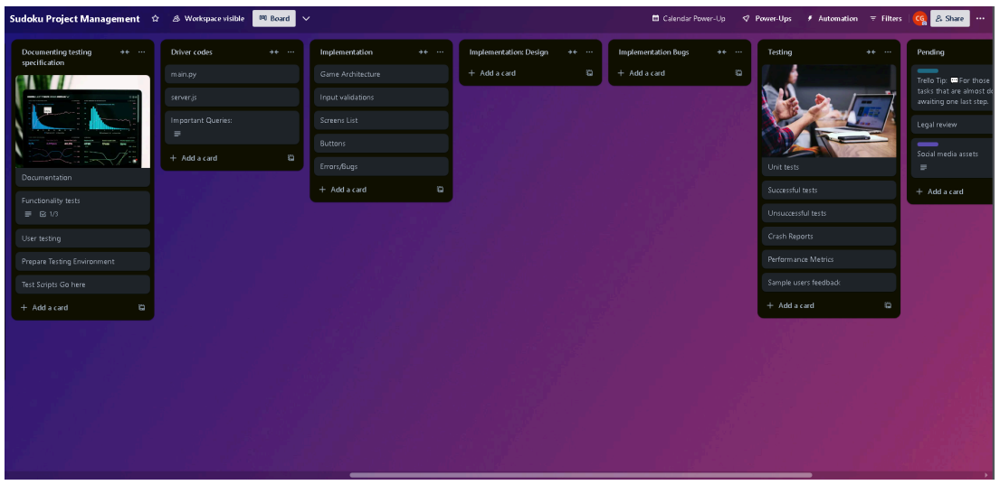 Sudoku Project Management
Workspace visible
Board
Calendar Power-Up
Power-Ups
Automation
Filters
CG
Share
Documenting testing
specification
Documentation
Functionality tests
1/3
User testing
Prepare Testing Environment
Test Scripts Go here
+ Add a card
Driver codes
main.py
server.js
Important Queries:
+ Add a card
Implementation
Game Architecture
Input validations
Screens List
Buttons
Errors/Bugs
+ Add a card
Implementation: Design
+ Add a card
Implementation Bugs
+ Add a card
Testing
Unit tests
Successful tests
Unsuccessful tests
Crash Reports
Performance Metrics
Sample users feedback
+ Add a card
Pending
Trello Tip: 💬For those
tasks that are almost do
awaiting one last step.
Legal review
Social media assets
+ Add a card